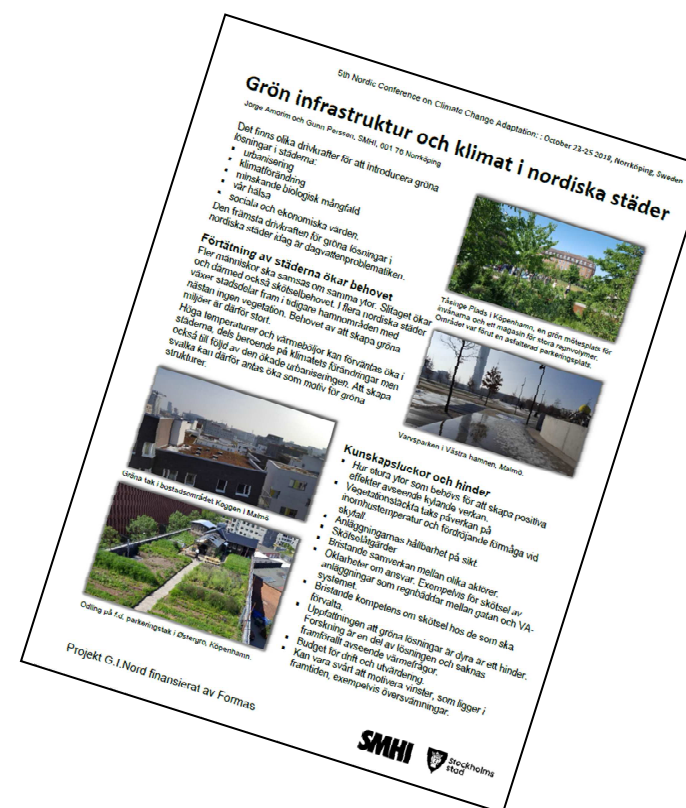 5th Nordic Conference on Climate Change Adaptation: : October 23-25 2018, Norrköping, Sweden
Grön infrastruktur och klimat i nordiska städer
Jorge Amorim och Gunn Persson, SMHI, 601 76 Norrköping
Det finns olika drivkrafter för att introducera gröna
lösningar i städerna:
• urbanisering
• klimatförändring
• minskande biologisk mångfald
• vår hälsa
• sociala och ekonomiska värden.
Den främsta drivkraften för gröna lösningar i
nordiska städer idag är dagvattenproblematiken.
Förtätning av städerna ökar behovet
Fler människor ska samsas om samma ytor. Slitaget ökar
och därmed också skötselbehovet. I flera nordiska städer
växer stadsdelar fram i tidigare hamnområden med
nästan ingen vegetation. Behovet av att skapa gröna
miljöer är därför stort.
Höga temperaturer och värmeböljor kan förväntas öka i
städerna, dels beroende på klimatets förändringar men
också till följd av den ökade urbaniseringen. Att skapa
svalka kan därför antas öka som motiv för gröna
strukturer.
Gröna tak i bostadsområdet Koggen i Malmö
Odling på f.d. parkeringstak i Østergro, Köpenhamn.
Projekt G.I.Nord finansierat av Formas
Tåsinge Plads i Köpenhamn, en grön mötesplats för
invånarna och ett magasin för stora regnvolymer.
Området var förut en asfalterad parkeringsplats.
Varvsparken i Västra hamnen, Malmö.
Kunskapsluckor och hinder
• Hur stora ytor som behövs för att skapa positiva
effekter avseende kylande verkan.
• Vegetationstäckta taks påverkan på
inomhustemperatur och fördröjande förmåga vid
skyfall
• Anläggningarnas hållbarhet på sikt
• Skötselåtgärder
• Bristande samverkan mellan olika aktörer.
• Oklarheter om ansvar. Exempelvis för skötsel av
anläggningar som regnbäddar mellan gatan och VA-
systemet.
• Bristande kompetens om skötsel hos de som ska
förvalta.
• Uppfattningen att gröna lösningar är dyra är ett hinder.
• Forskning är en del av lösningen och saknas
framförallt avseende värmefrågor.
• Budget för drift och utvärdering.
• Kan vara svårt att motivera vinster, som ligger i
framtiden, exempelvis översvämningar.
SMHI
Stockholms
stad